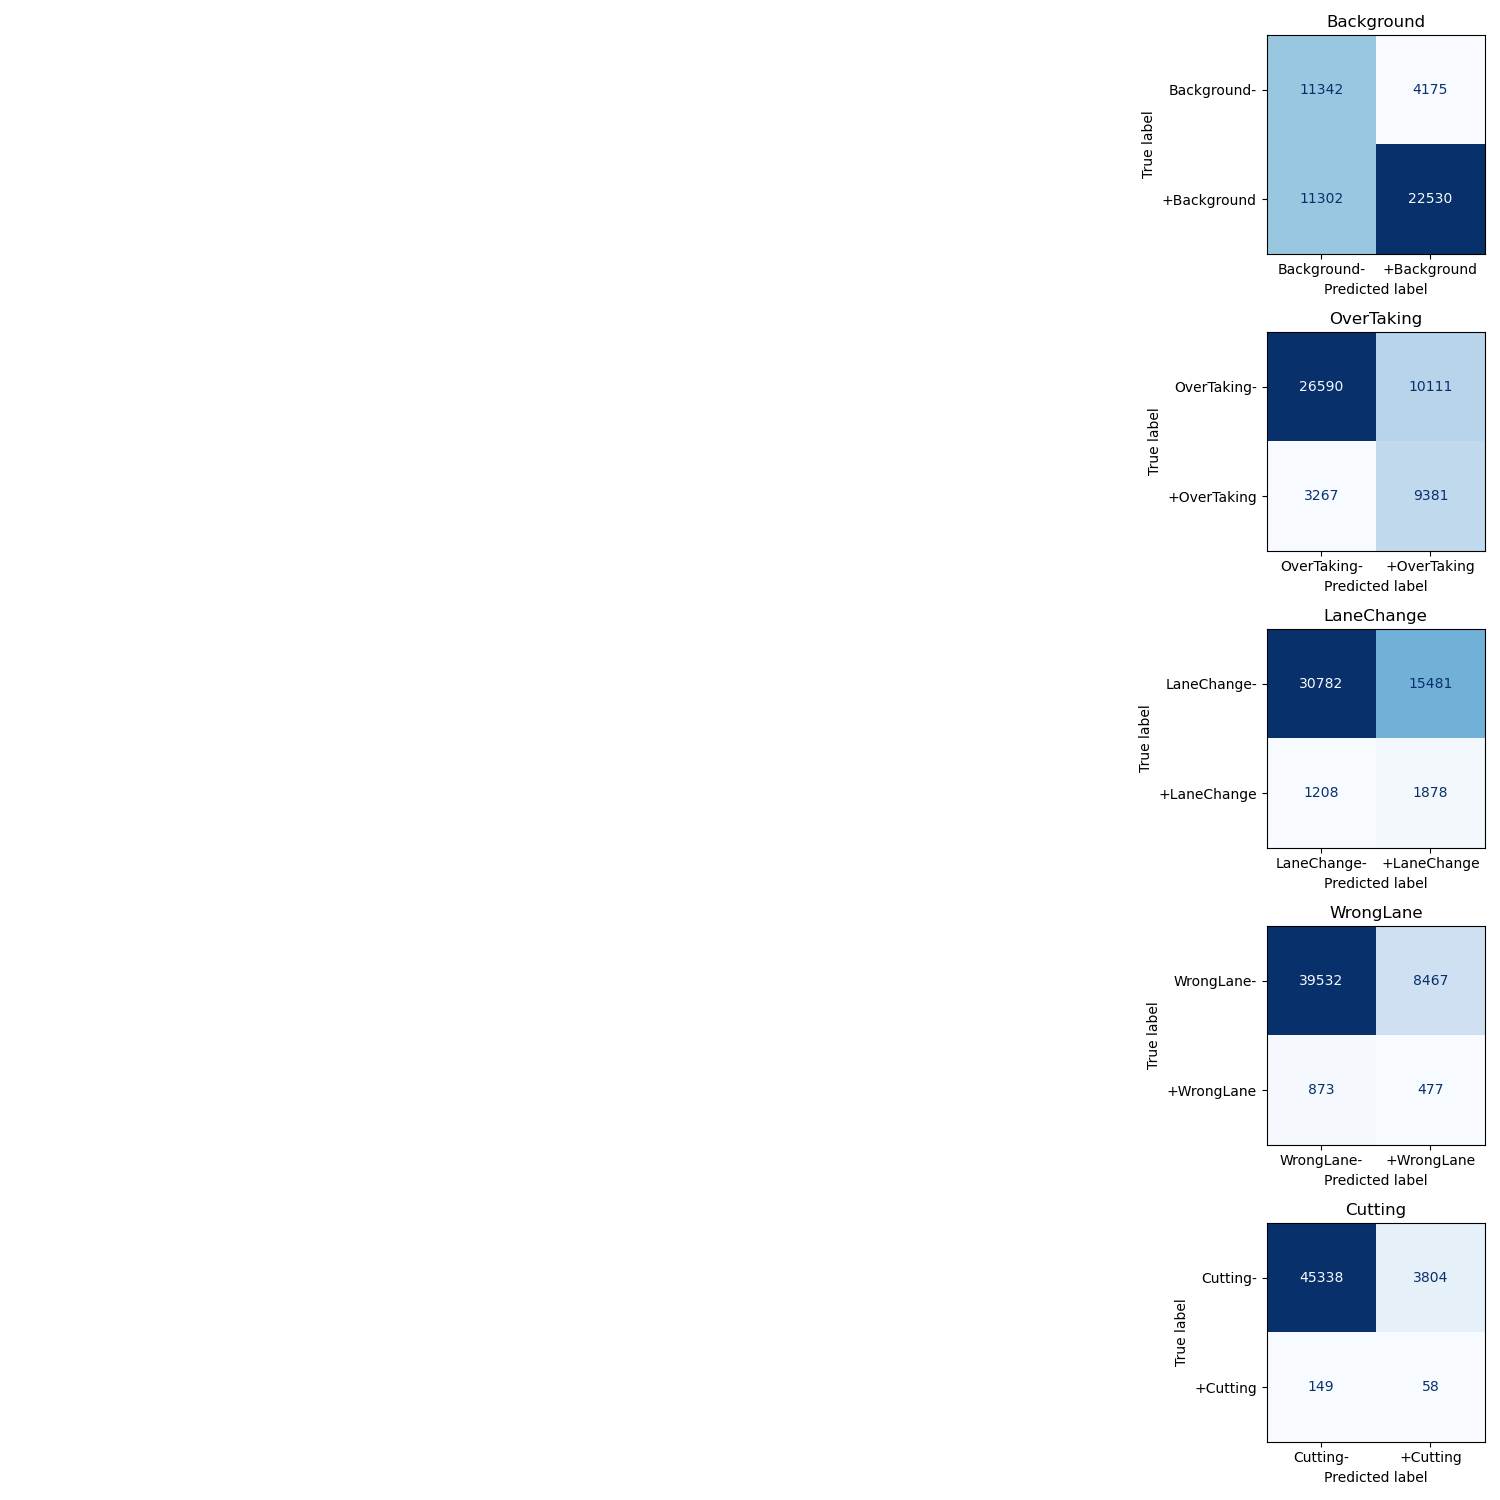 Background
True label
Background-
11342 4175
+Background
11302 22530
Background- +Background
Predicted label
OverTaking
True label
OverTaking-
26590 10111
+OverTaking
3267 9381
OverTaking- +OverTaking
Predicted label
LaneChange
True label
LaneChange-
30782 15481
+LaneChange
1208 1878
LaneChange- +LaneChange
Predicted label
WrongLane
True label
WrongLane-
39532 8467
+WrongLane
873 477
WrongLane- +WrongLane
Predicted label
Cutting
True label
Cutting-
45338 3804
+Cutting
149 58
Cutting- +Cutting
Predicted label